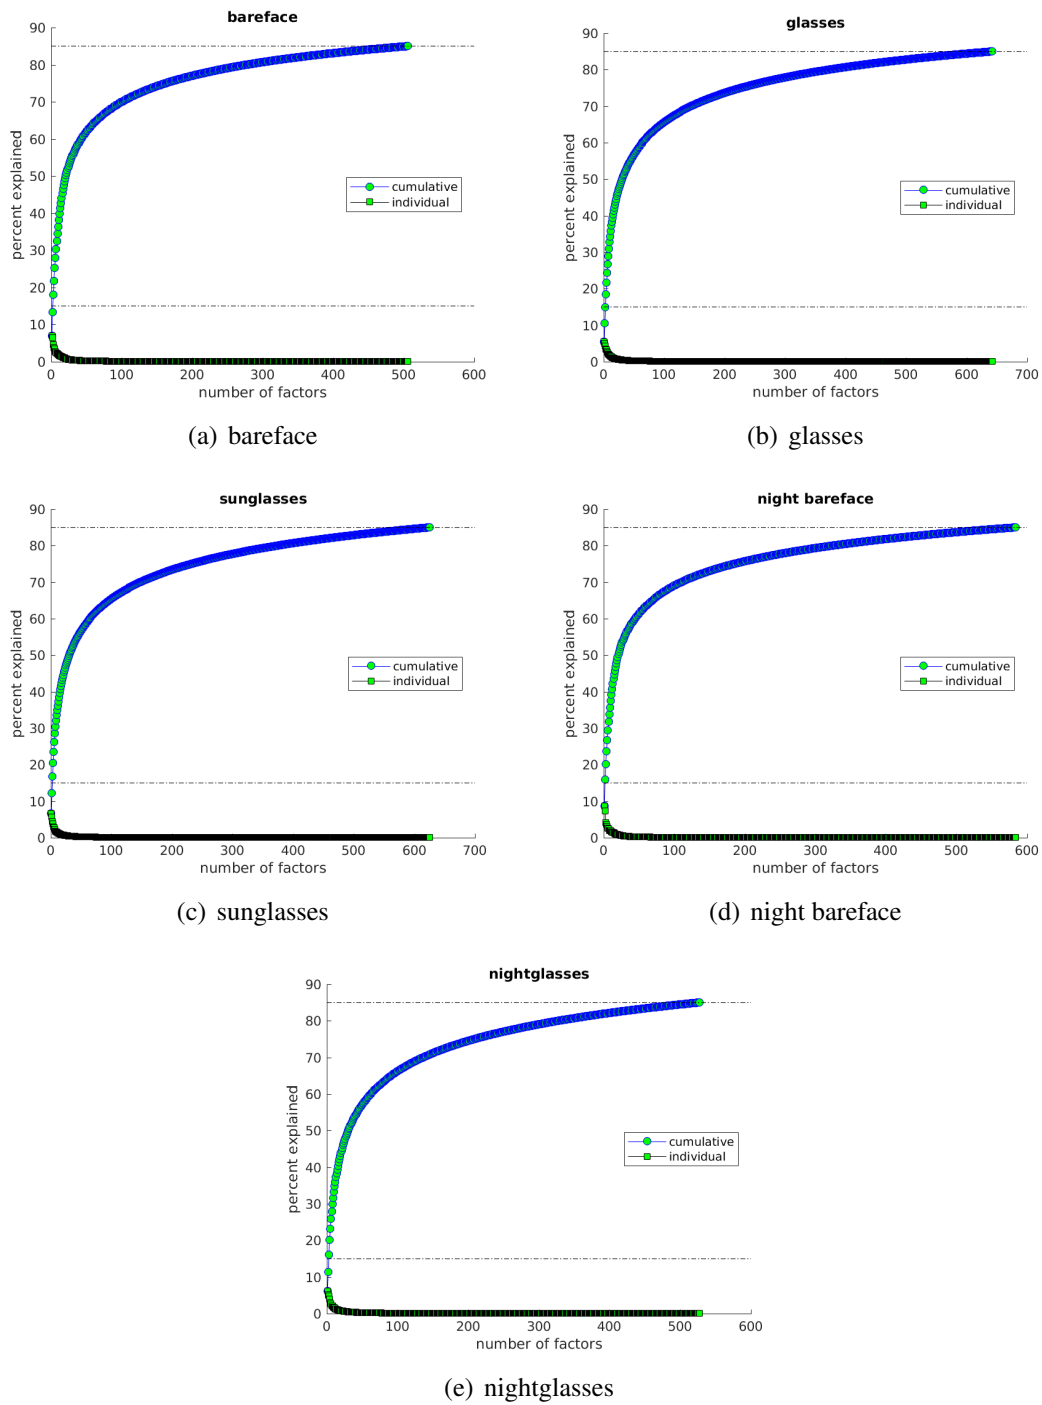 bareface
90
80
70
60
50
40
30
20
10
0
percent explained
cumulative
individual
0 100 200 300 400 500 600
number of factors
(a) bareface
glasses
90
80
70
60
50
40
30
20
10
0
percent explained
cumulative
individual
0 100 200 300 400 500 600 700
number of factors
(b) glasses
sunglasses
90
80
70
60
50
40
30
20
10
0
percent explained
cumulative
individual
0 100 200 300 400 500 600 700
number of factors
(c) sunglasses
night bareface
90
80
70
60
50
40
30
20
10
0
percent explained
cumulative
individual
0 100 200 300 400 500 600
number of factors
(d) night bareface
nightglasses
90
80
70
60
50
40
30
20
10
0
percent explained
cumulative
individual
0 100 200 300 400 500 600
number of factors
(e) nightglasses